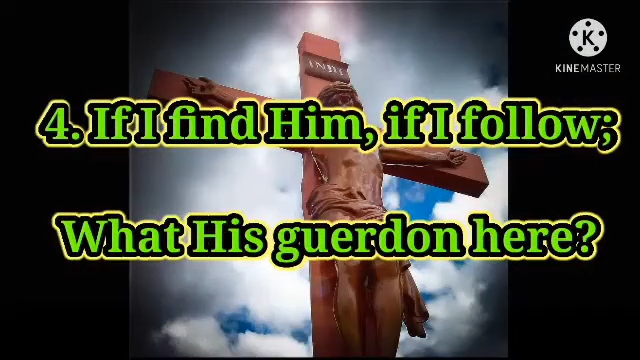 INRI
KINEMASTER
4. If I find Him, if I follow;
What His guerdon here?